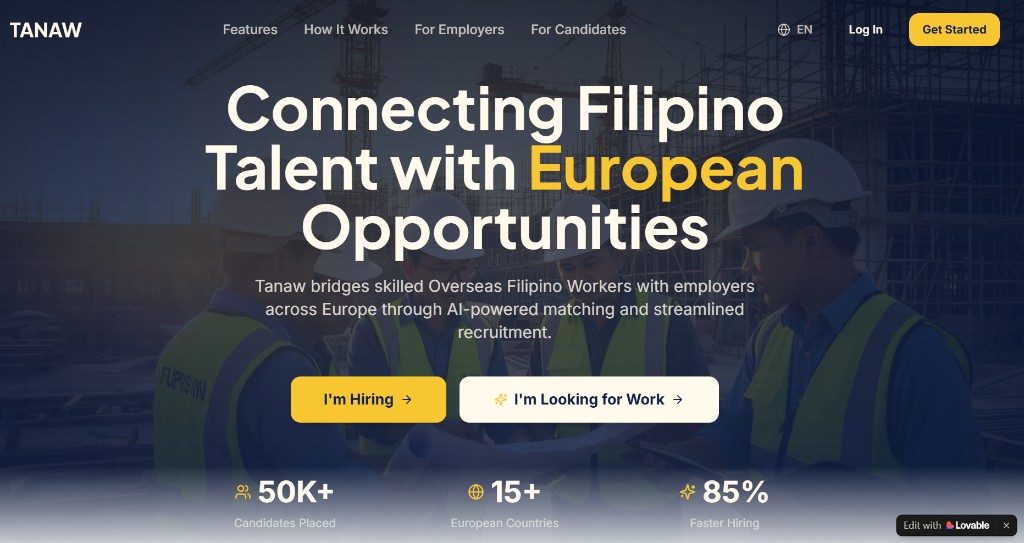 TANAW
Features
How It Works
For Employers
For Candidates
EN
Log In
Get Started
Connecting Filipino
Talent with European
Opportunities
Tanaw bridges skilled Overseas Filipino Workers with employers
across Europe through AI-powered matching and streamlined
recruitment.
I'm Hiring →
I'm Looking for Work →
50K+
Candidates Placed
15+
European Countries
85%
Faster Hiring
Edit with Lovable ×